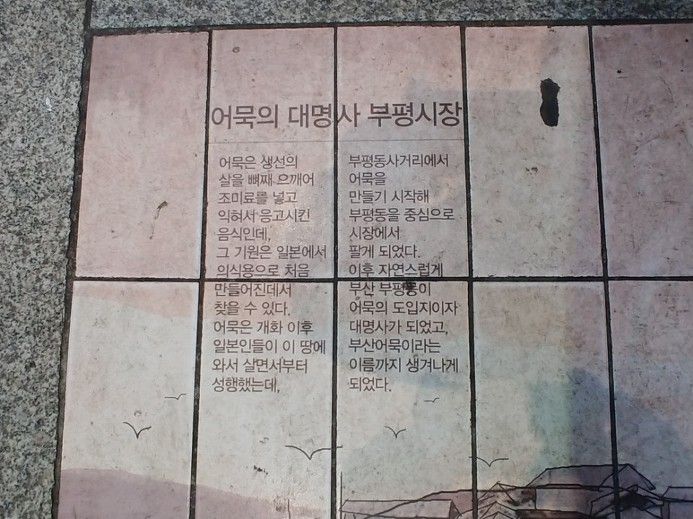 어묵의 대명사 부평시장
어묵은 생선의
살을 뼈째 으깨어
조미료를 넣고
익혀서 응고시킨
음식인데,
그 기원은 일본에서
의식용으로 처음
만들어진데서
찾을 수 있다.
어묵은 개화 이후
일본인들이 이 땅에
와서 살면서부터
성행했는데,
부평동사거리에서
어묵을
만들기 시작해
부평동을 중심으로
시장에서
팔게 되었다.
이후 자연스럽게
부산 부평동이
어묵의 도입지이자
대명사가 되었고,
부산어묵이라는
이름까지 생겨나게
되었다.